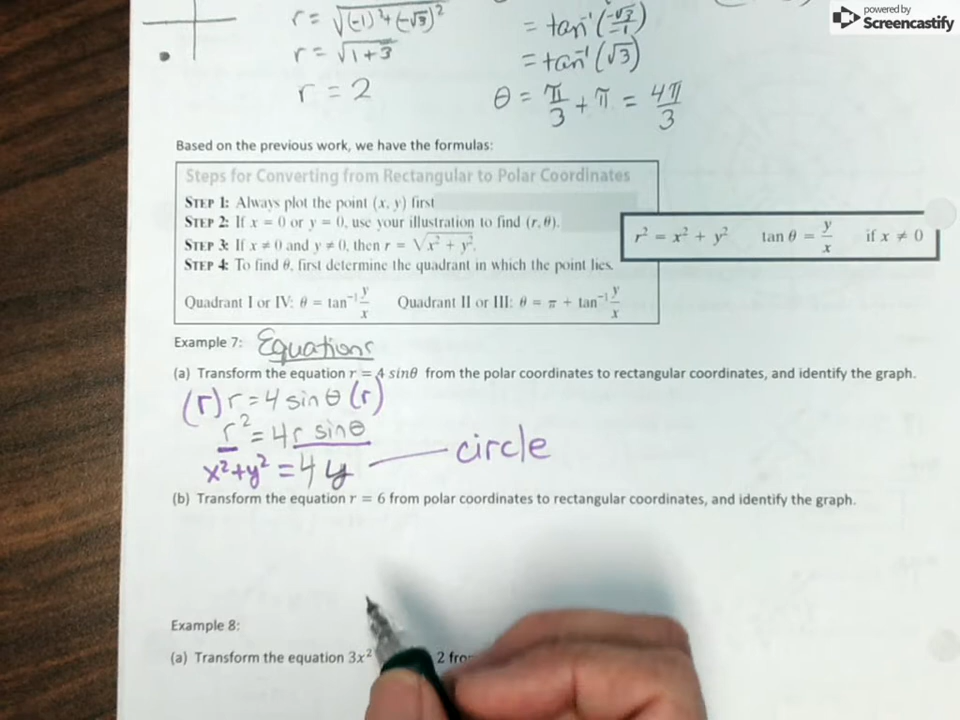 powered by
Screencastify
r = √(-1)² + (-√3)²
= tan⁻¹(-√3/-1)
r = √1+3
= tan⁻¹(√3)
r = 2
θ = π/3 + π = 4π/3
Based on the previous work, we have the formulas:
Steps for Converting from Rectangular to Polar Coordinates
STEP 1: Always plot the point (x, y) first
STEP 2: If x = 0 or y = 0, use your illustration to find (r, θ).
STEP 3: If x ≠ 0 and y ≠ 0, then r = √x² + y².
STEP 4: To find θ, first determine the quadrant in which the point lies.
Quadrant I or IV: θ = tan⁻¹ y/x Quadrant II or III: θ = π + tan⁻¹ y/x
r² = x² + y² tan θ = y/x if x ≠ 0
Example 7: Equations
(a) Transform the equation r = 4 sinθ from the polar coordinates to rectangular coordinates, and identify the graph.
(r) r = 4 sin θ (r)
r² = 4 r sinθ
x²+y² = 4 y circle
(b) Transform the equation r = 6 from polar coordinates to rectangular coordinates, and identify the graph.
Example 8:
(a) Transform the equation 3x² 2 from